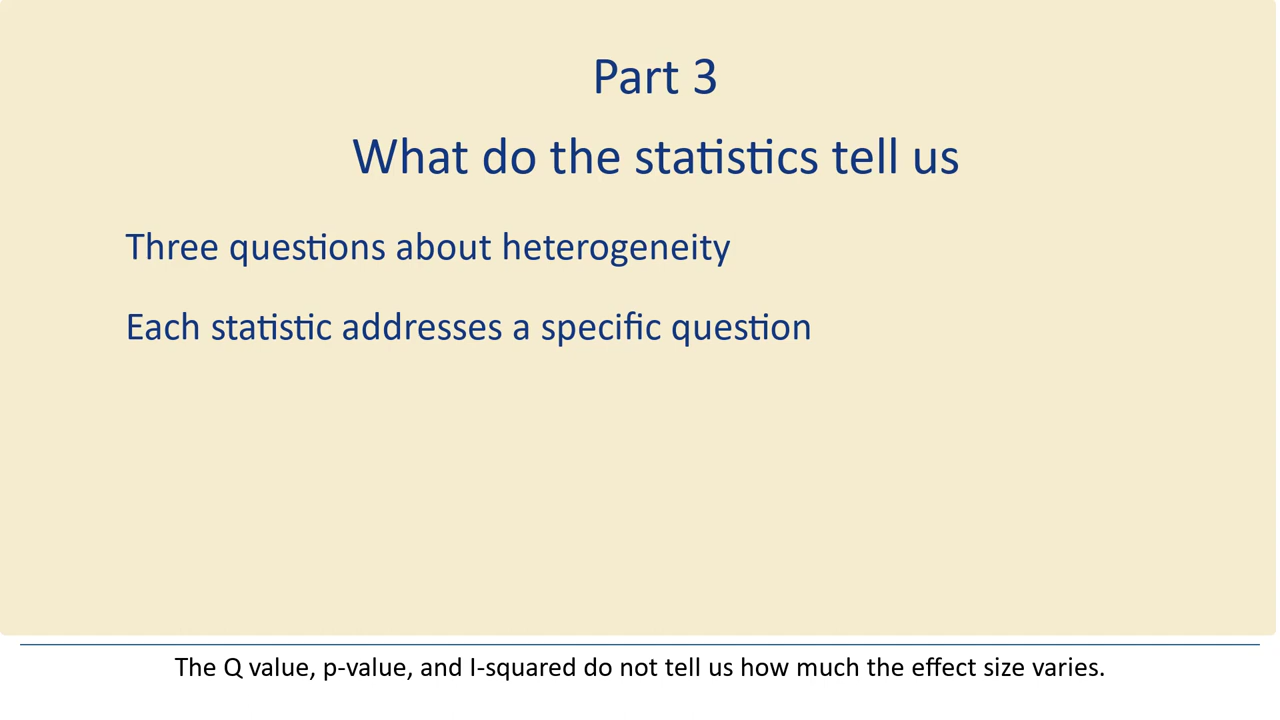 Part 3
What do the statistics tell us
Three questions about heterogeneity
Each statistic addresses a specific question
The Q value, p-value, and I-squared do not tell us how much the effect size varies.